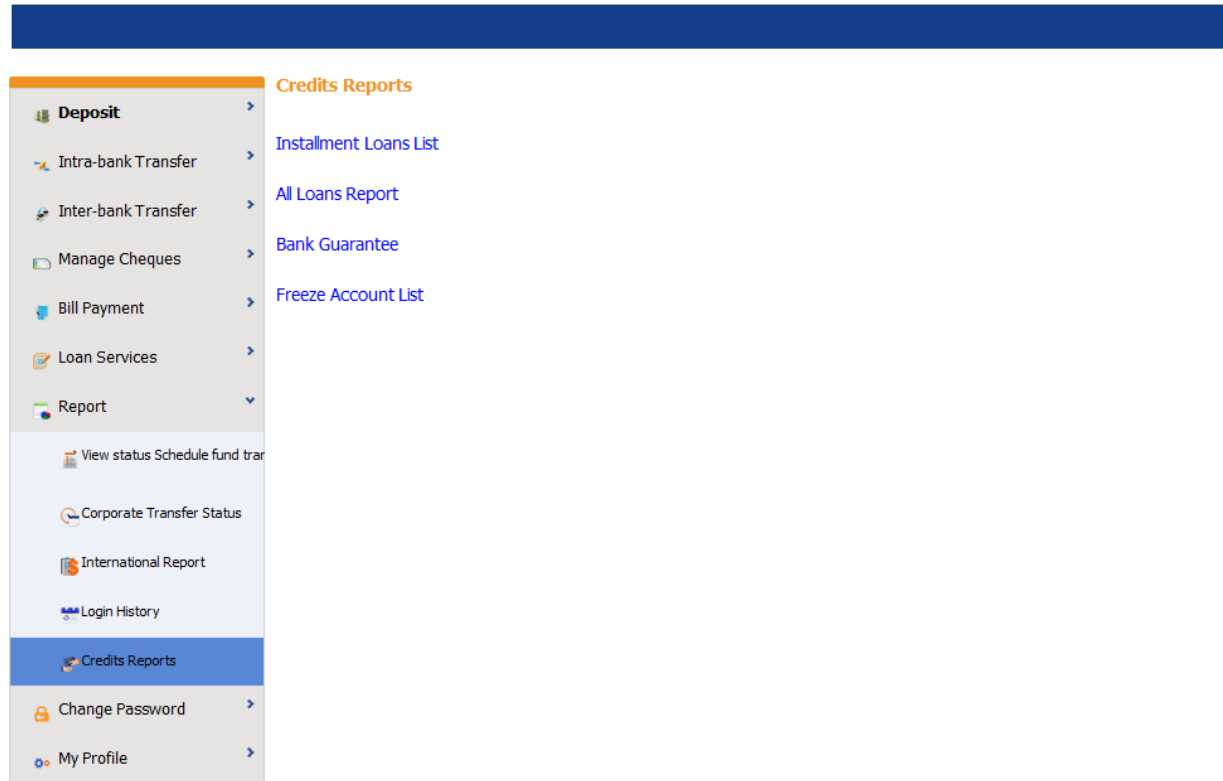 Credits Reports
Installment Loans List
All Loans Report
Bank Guarantee
Freeze Account List
Deposit
Intra-bank Transfer
Inter-bank Transfer
Manage Cheques
Bill Payment
Loan Services
Report
View status Schedule fund tran
Corporate Transfer Status
International Report
Login History
Credits Reports
Change Password
My Profile